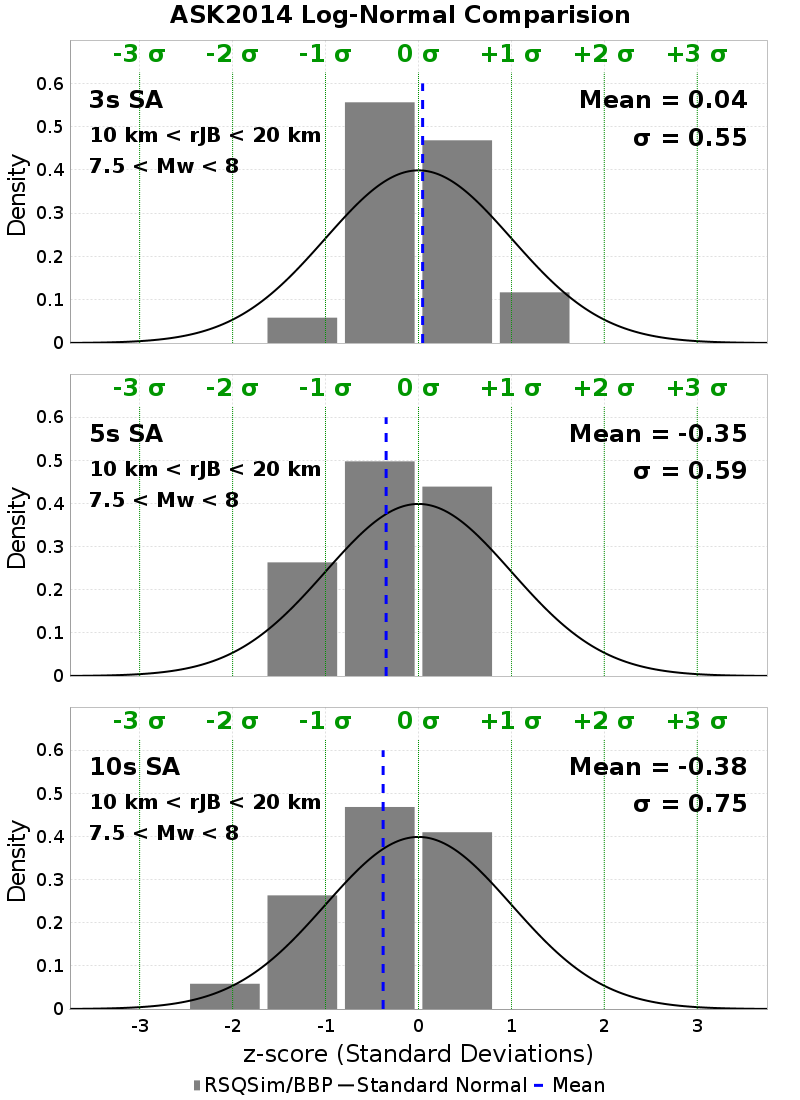 ASK2014 Log-Normal Comparision
-3 σ -2 σ -1 σ 0 σ +1 σ +2 σ +3 σ
0.6
3s SA Mean = 0.04
0.5
10 km < rJB < 20 km σ = 0.55
7.5 < Mw < 8
0.4
Density
0.3
0.2
0.1
0
-3 σ -2 σ -1 σ 0 σ +1 σ +2 σ +3 σ
0.6
5s SA Mean = -0.35
0.5
10 km < rJB < 20 km σ = 0.59
7.5 < Mw < 8
0.4
Density
0.3
0.2
0.1
0
-3 σ -2 σ -1 σ 0 σ +1 σ +2 σ +3 σ
0.6
10s SA Mean = -0.38
0.5
10 km < rJB < 20 km σ = 0.75
7.5 < Mw < 8
0.4
Density
0.3
0.2
0.1
0
-3 -2 -1 0 1 2 3
z-score (Standard Deviations)
RSQSim/BBP Standard Normal Mean